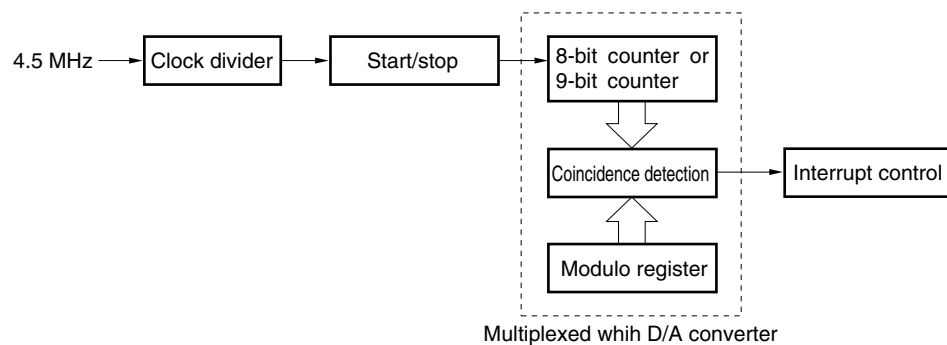 4.5 MHz
Clock divider
Start/stop
8-bit counter or
9-bit counter
Coincidence detection
Interrupt control
Modulo register
Multiplexed whih D/A converter